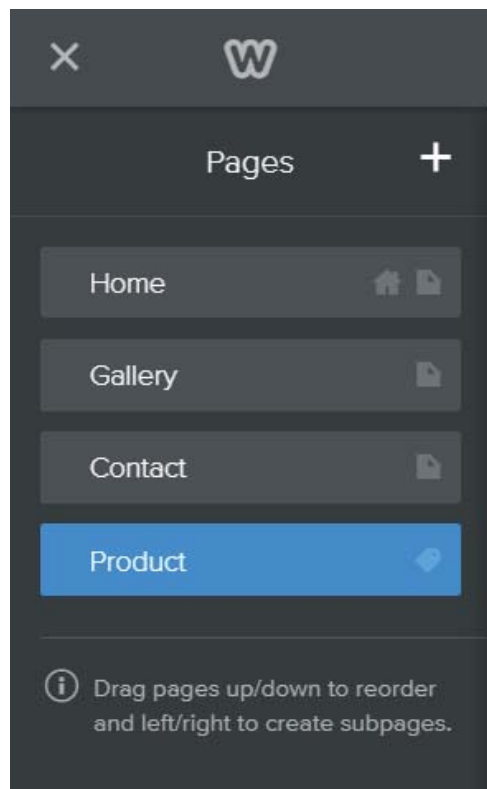 Pages
Home
Gallery
Contact
Product
Drag pages up/down to reorder
and left/right to create subpages.